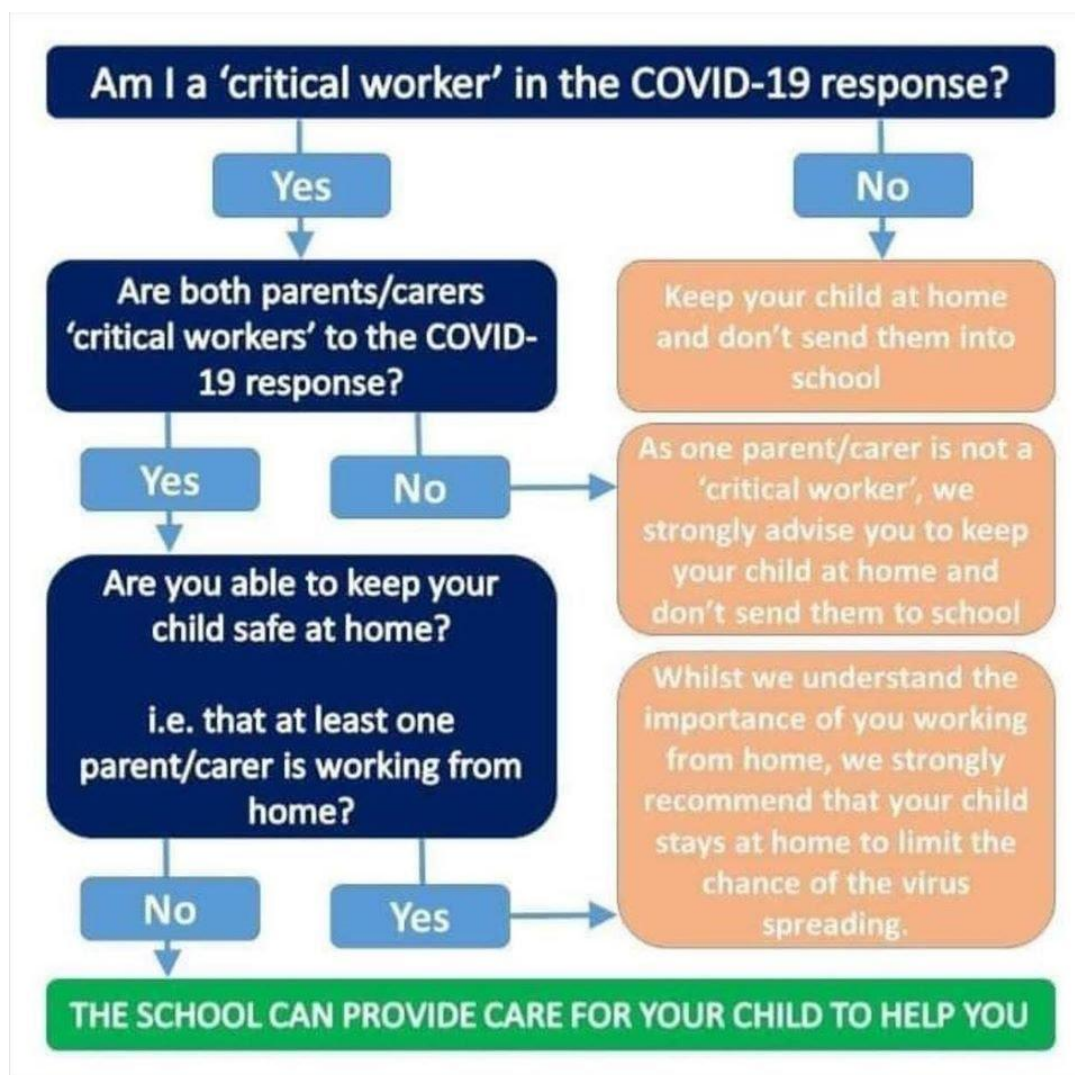 Am I a ‘critical worker’ in the COVID-19 response?
Yes
No
Are both parents/carers
‘critical workers’ to the COVID-
19 response?
Keep your child at home
and don’t send them into
school
Yes
No
As one parent/carer is not a
‘critical worker’, we
strongly advise you to keep
your child at home and
don’t send them to school
Are you able to keep your
child safe at home?
i.e. that at least one
parent/carer is working from
home?
Whilst we understand the
importance of you working
from home, we strongly
recommend that your child
stays at home to limit the
chance of the virus
spreading.
No
Yes
THE SCHOOL CAN PROVIDE CARE FOR YOUR CHILD TO HELP YOU